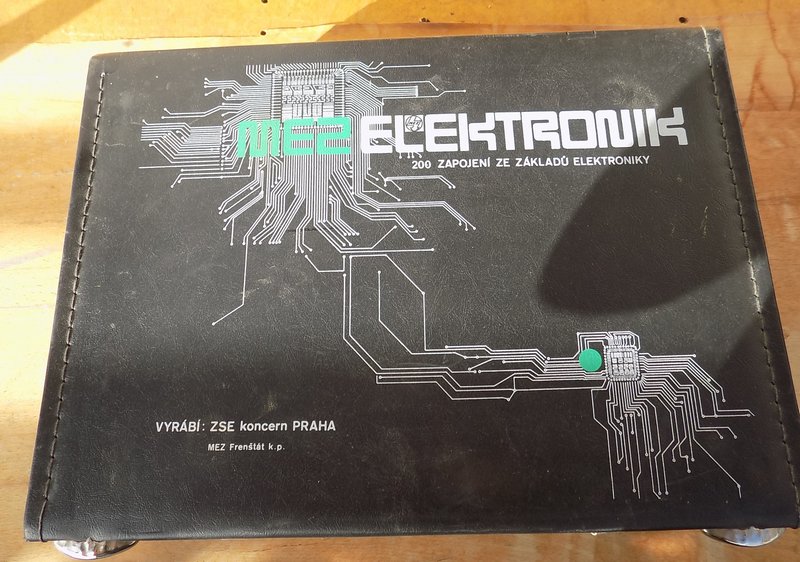 MEZ ELEKTRONIK
200 ZAPOJENÍ ZE ZÁKLADŮ ELEKTRONIKY
VYRÁBÍ: ZSE koncern PRAHA
MEZ Frenštát k.p.